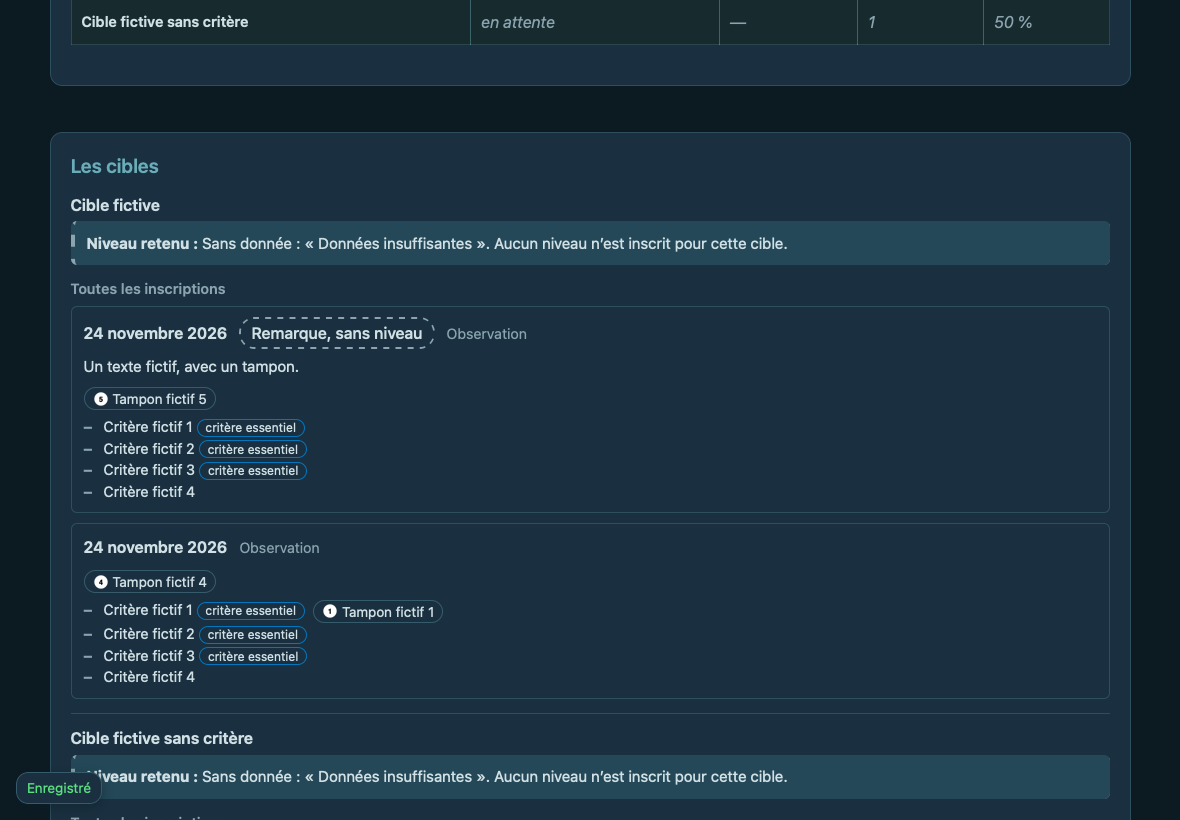 Cible fictive sans critère en attente — 1 50 %
Les cibles
Cible fictive
Niveau retenu : Sans donnée : « Données insuffisantes ». Aucun niveau n’est inscrit pour cette cible.
Toutes les inscriptions
24 novembre 2026 Remarque, sans niveau Observation
Un texte fictif, avec un tampon.
5 Tampon fictif 5
– Critère fictif 1 critère essentiel
– Critère fictif 2 critère essentiel
– Critère fictif 3 critère essentiel
– Critère fictif 4
24 novembre 2026 Observation
4 Tampon fictif 4
– Critère fictif 1 critère essentiel 1 Tampon fictif 1
– Critère fictif 2 critère essentiel
– Critère fictif 3 critère essentiel
– Critère fictif 4
Cible fictive sans critère
Niveau retenu : Sans donnée : « Données insuffisantes ». Aucun niveau n’est inscrit pour cette cible.
Enregistré